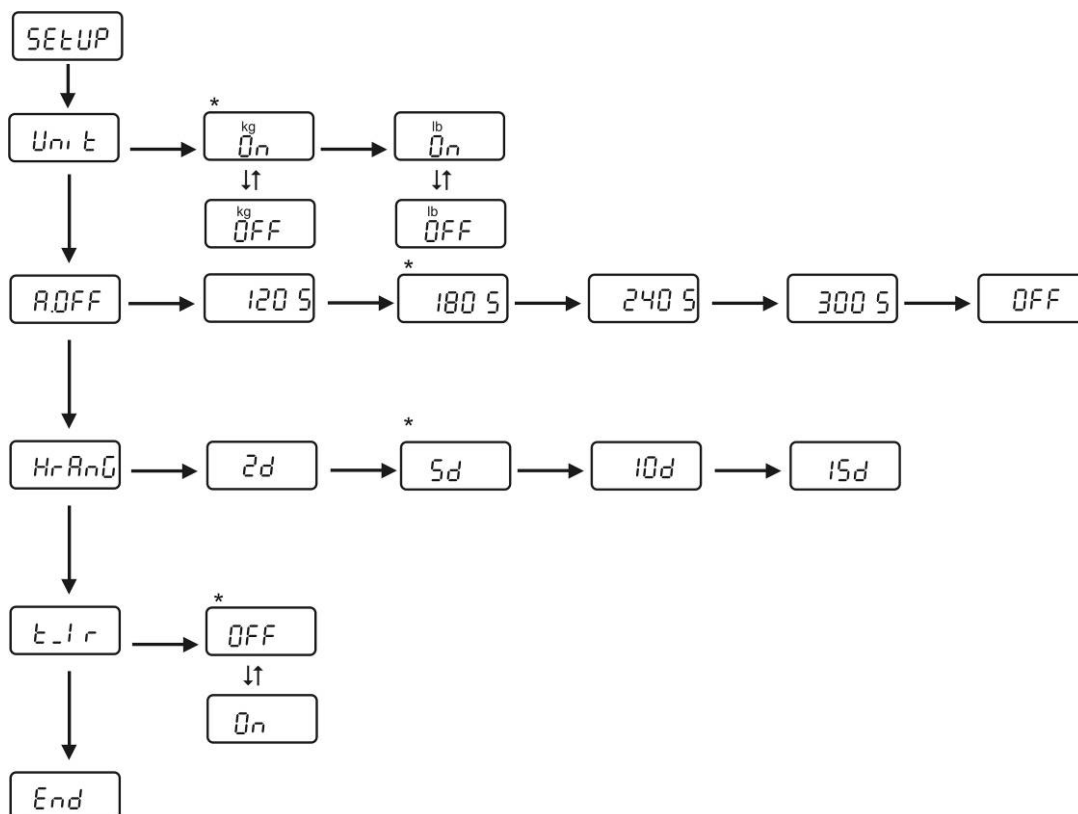 SEtUP
*
Unit
kg
On
lb
On
kg
OFF
lb
OFF
*
A.OFF
120 S
180 S
240 S
300 S
OFF
*
HrAnG
2d
5d
10d
15d
*
t_Ir
OFF
On
End